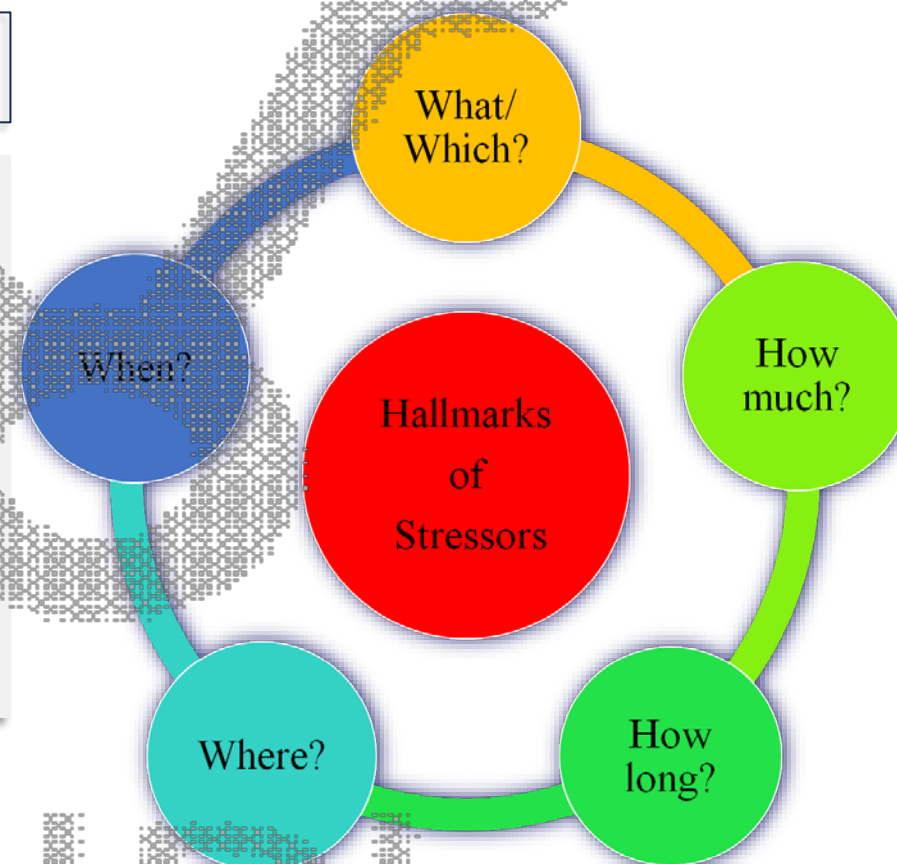 What/
Which?
How
much?
How
long?
Where?
When?
Hallmarks
of
Stressors